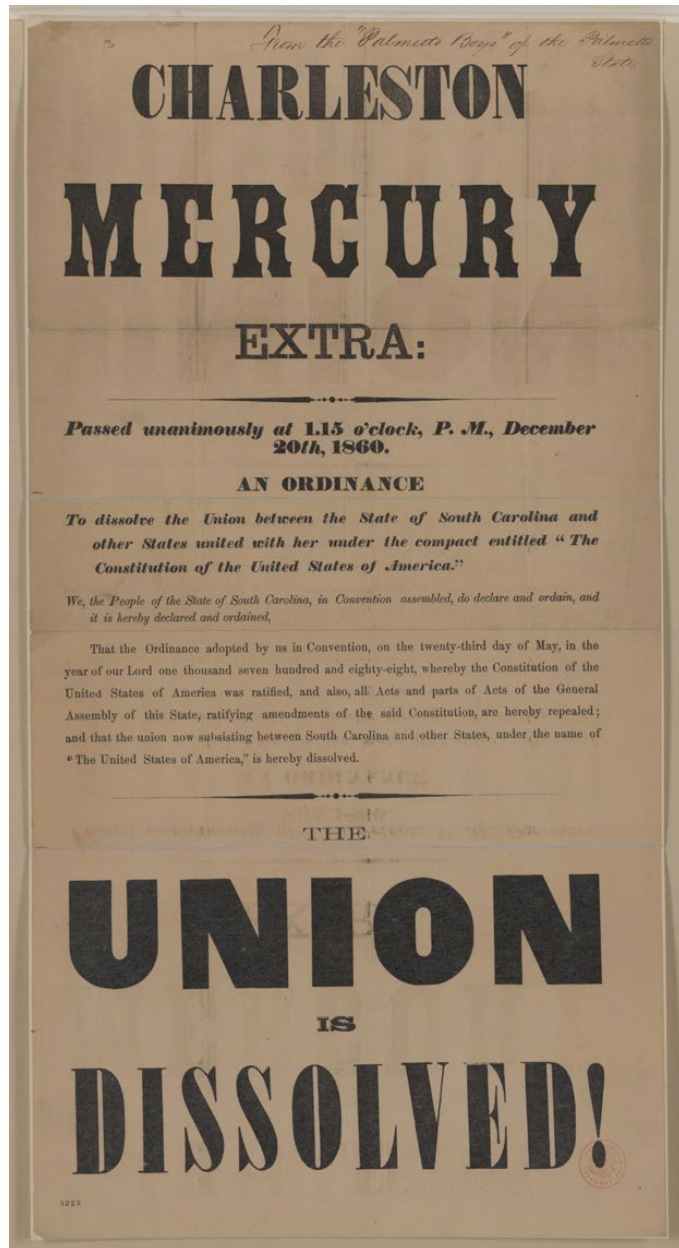 3
From the "Palmetto Boys" of the Palmetto
State
CHARLESTON
MERCURY
EXTRA:
Passed unanimously at 1.15 o'clock, P. M., December
20th, 1860.
AN ORDINANCE
To dissolve the Union between the State of South Carolina and
other States united with her under the compact entitled "The
Constitution of the United States of America."
We, the People of the State of South Carolina, in Convention assembled, do declare and ordain, and
it is hereby declared and ordained,
That the Ordinance adopted by us in Convention, on the twenty-third day of May, in the
year of our Lord one thousand seven hundred and eighty-eight, whereby the Constitution of the
United States of America was ratified, and also, all Acts and parts of Acts of the General
Assembly of this State, ratifying amendments of the said Constitution, are hereby repealed;
and that the union now subsisting between South Carolina and other States, under the name of
"The United States of America," is hereby dissolved.
THE
UNION
IS
DISSOLVED!
5225